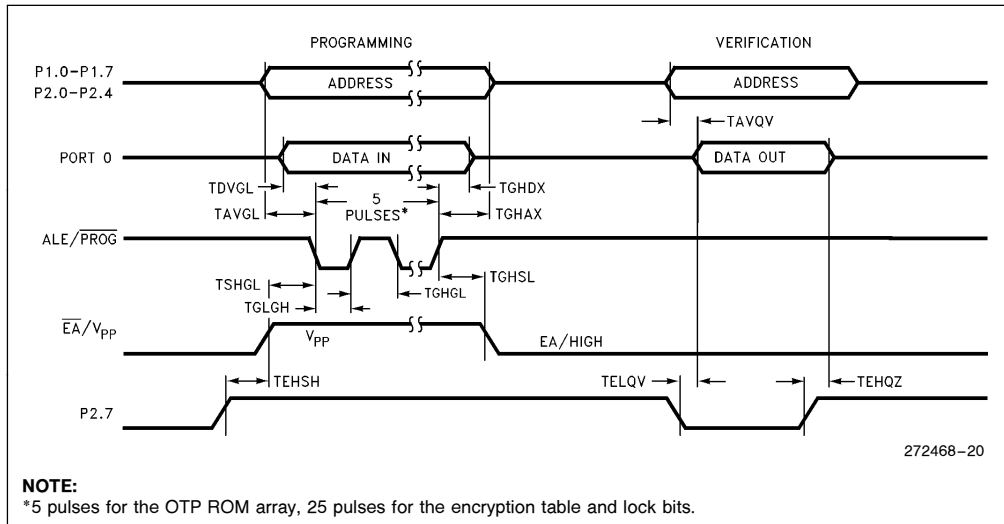 PROGRAMMING VERIFICATION
P1.0–P1.7
P2.0–P2.4
ADDRESS ADDRESS
TAVQV
PORT 0 DATA IN DATA OUT
TDVGL 5 TGHDX
TAVGL PULSES* TGHAX
ALE/PROG
TSHGL TGHSL
TGLGH TGHGL
EA/VPP VPP EA/HIGH
TEHSH TELQV TEHQZ
P2.7
272468–20
NOTE:
*5 pulses for the OTP ROM array, 25 pulses for the encryption table and lock bits.